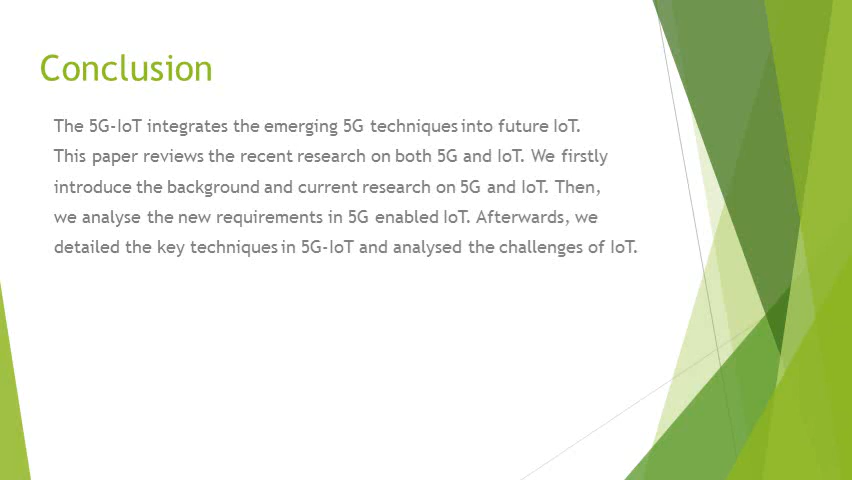 Conclusion
The 5G-IoT integrates the emerging 5G techniques into future IoT.
This paper reviews the recent research on both 5G and IoT. We firstly
introduce the background and current research on 5G and IoT. Then,
we analyse the new requirements in 5G enabled IoT. Afterwards, we
detailed the key techniques in 5G-IoT and analysed the challenges of IoT.